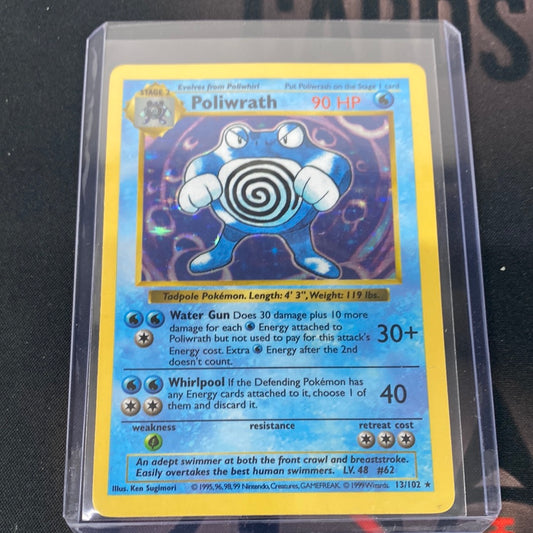 CARDS
Evolves from Poliwhirl Put Poliwrath on the Stage 1 card
STAGE 2
Poliwrath 90 HP
Tadpole Pokémon. Length: 4' 3", Weight: 119 lbs.
Water Gun Does 30 damage plus 10 more
damage for each Energy attached to
Poliwrath but not used to pay for this attack's
Energy cost. Extra Energy after the 2nd
doesn't count.
30+
Whirlpool If the Defending Pokémon has
any Energy cards attached to it, choose 1 of
them and discard it.
40
weakness resistance retreat cost
An adept swimmer at both the front crawl and breaststroke.
Easily overtakes the best human swimmers. LV. 48 #62
Illus. Ken Sugimori © 1995, 96, 98, 99 Nintendo, Creatures, GAMEFREAK. © 1999 Wizards. 13/102 ★